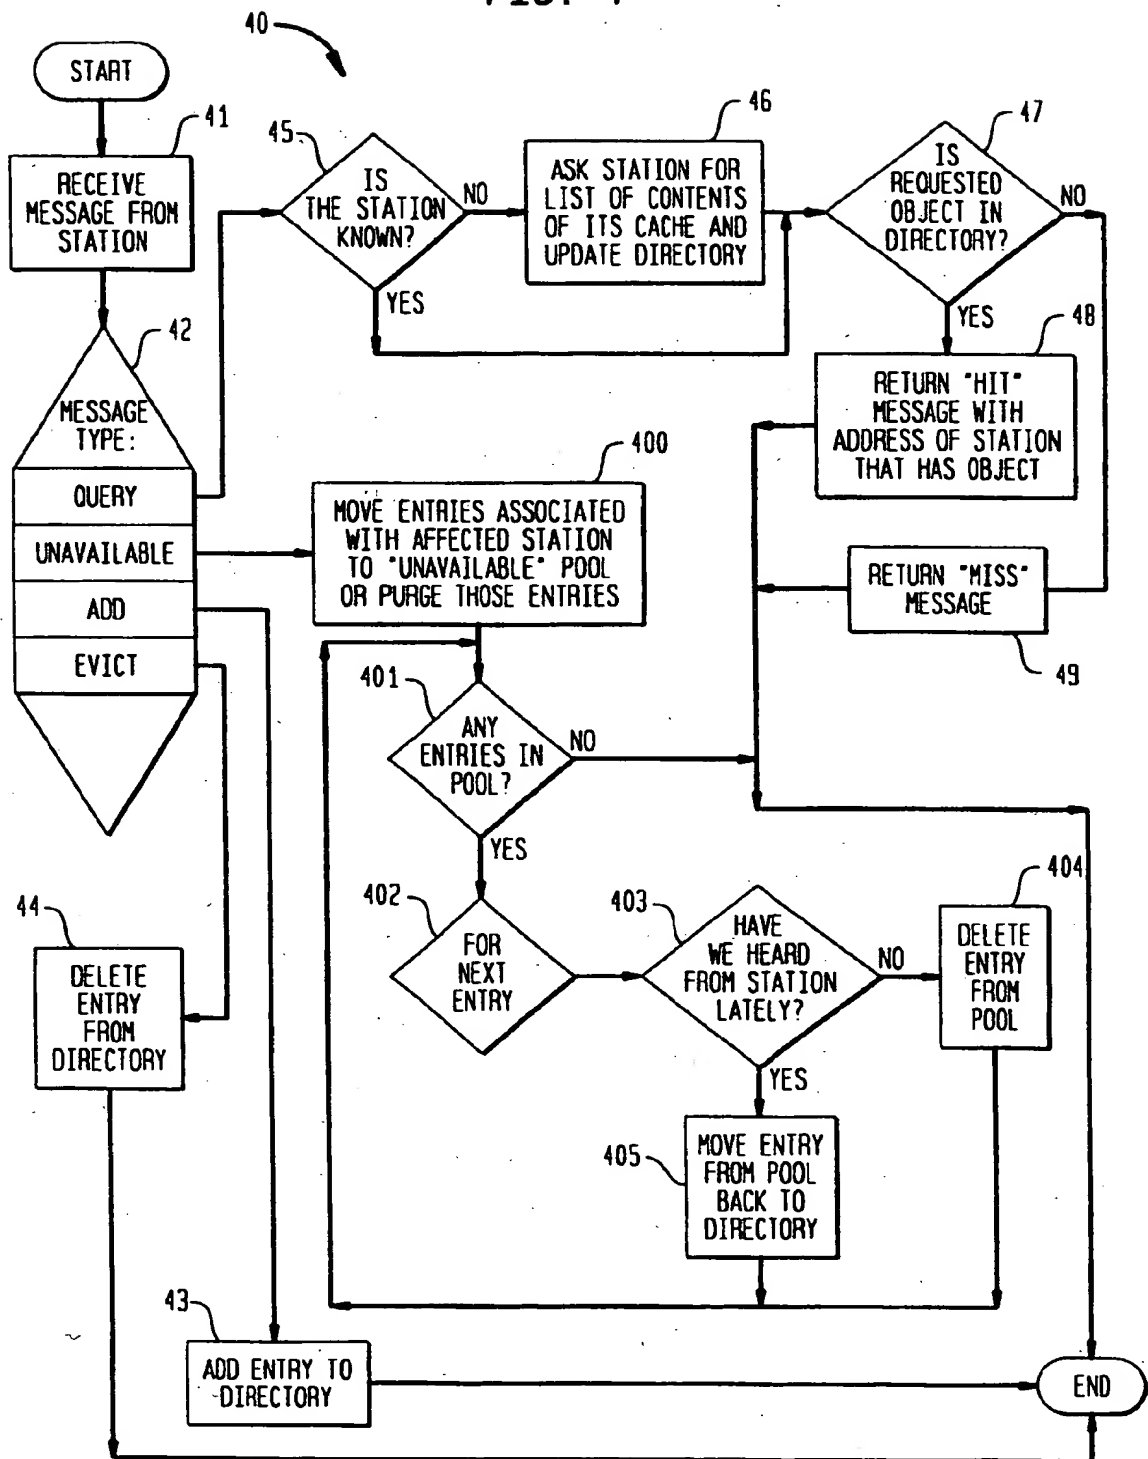 40
START
41
RECEIVE
MESSAGE FROM
STATION
42
MESSAGE
TYPE:
QUERY
UNAVAILABLE
ADD
EVICT
45
IS
THE STATION
KNOWN?
NO
YES
46
ASK STATION FOR
LIST OF CONTENTS
OF ITS CACHE AND
UPDATE DIRECTORY
47
IS
REQUESTED
OBJECT IN
DIRECTORY?
NO
YES
48
RETURN "HIT"
MESSAGE WITH
ADDRESS OF STATION
THAT HAS OBJECT
RETURN "MISS"
MESSAGE
49
400
MOVE ENTRIES ASSOCIATED
WITH AFFECTED STATION
TO "UNAVAILABLE" POOL
OR PURGE THOSE ENTRIES
401
ANY
ENTRIES IN
POOL?
NO
YES
402
FOR
NEXT
ENTRY
403
HAVE
WE HEARD
FROM STATION
LATELY?
NO
YES
404
DELETE
ENTRY
FROM
POOL
405
MOVE ENTRY
FROM POOL
BACK TO
DIRECTORY
44
DELETE
ENTRY
FROM
DIRECTORY
43
ADD ENTRY TO
DIRECTORY
END